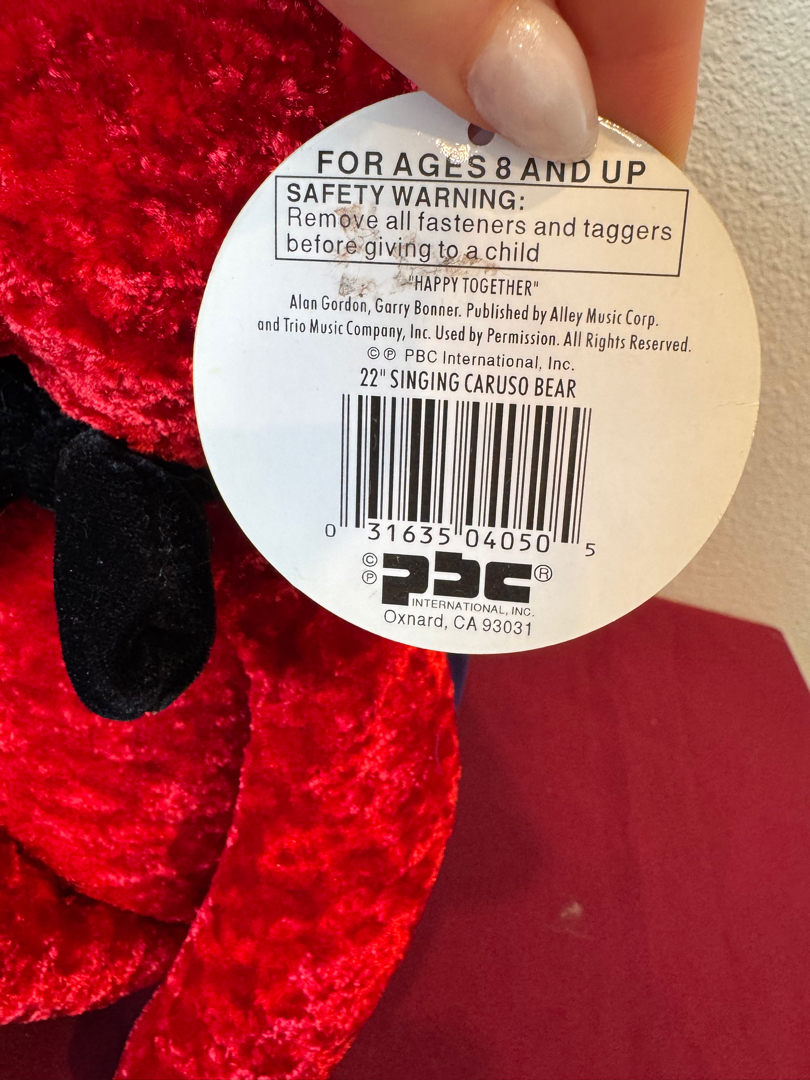 FOR AGES 8 AND UP
SAFETY WARNING:
Remove all fasteners and taggers
before giving to a child
"HAPPY TOGETHER"
Alan Gordon, Garry Bonner. Published by Alley Music Corp.
and Trio Music Company, Inc. Used by Permission. All Rights Reserved.
©℗ PBC International, Inc.
22" SINGING CARUSO BEAR
0 31635 04050 5
©℗ pbc®
INTERNATIONAL, INC.
Oxnard, CA 93031